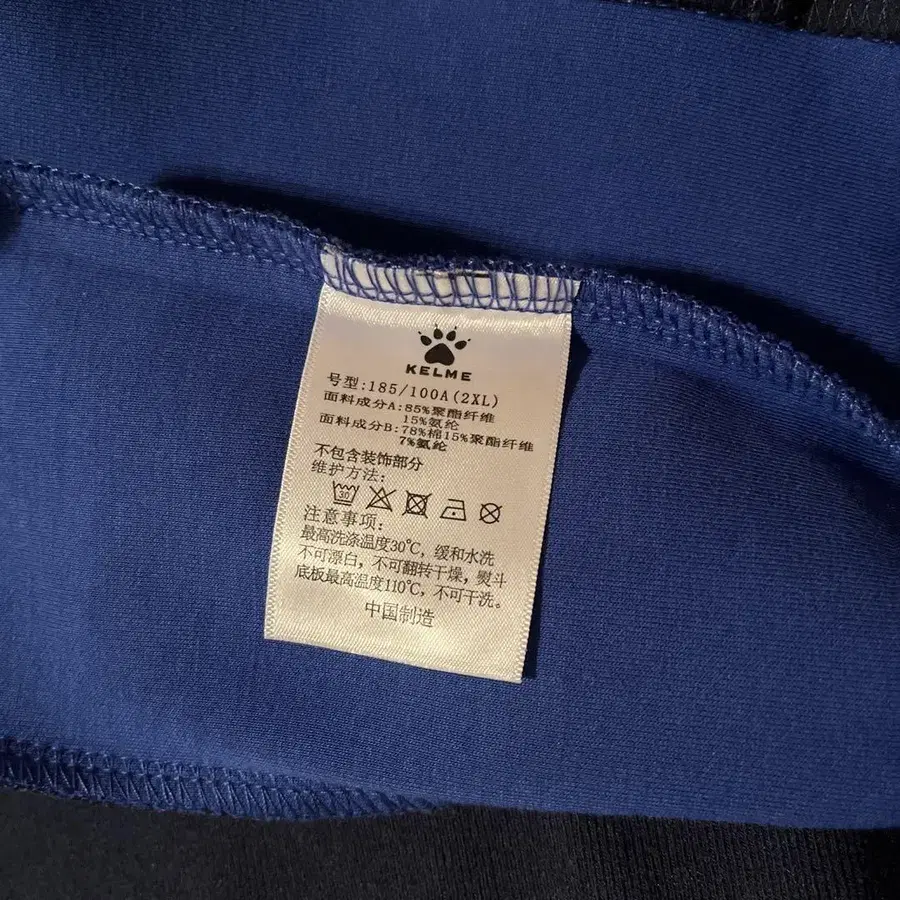 KELME
号型:185/100A(2XL)
面料成分A:85%聚酯纤维
15%氨纶
面料成分B:78%棉15%聚酯纤维
7%氨纶
不包含装饰部分
维护方法:
30
注意事项:
最高洗涤温度30℃，缓和水洗
不可漂白，不可翻转干燥，熨斗
底板最高温度110℃，不可干洗。
中国制造